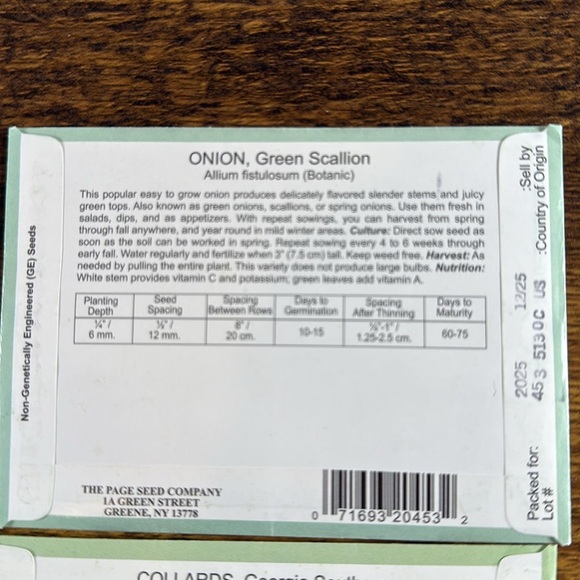 ONION, Green Scallion
Allium fistulosum (Botanic)
This popular easy to grow onion produces delicately flavored slender stems and juicy
green tops. Also known as green onions, scallions, or spring onions. Use them fresh in
salads, dips, and as appetizers. With repeat sowings, you can harvest from spring
through fall anywhere, and year round in mild winter areas. Culture: Direct sow seed as
soon as the soil can be worked in spring. Repeat sowing every 4 to 6 weeks through
early fall. Water regularly and fertilize when 3" (7.5 cm) tall. Keep weed free. Harvest: As
needed by pulling the entire plant. This variety does not produce large bulbs. Nutrition:
White stem provides vitamin C and potassium; green leaves add vitamin A.
Planting Depth Seed Spacing Spacing Between Rows Days to Germination Spacing After Thinning Days to Maturity
¼" / 6 mm. ½" / 12 mm. 8" / 20 cm. 10-15 ½"-1" / 1.25-2.5 cm. 60-75
THE PAGE SEED COMPANY
1A GREEN STREET
GREENE, NY 13778
0 71693 20453 2
Non-Genetically Engineered (GE) Seeds
Packed for: 2025 12/25 :Sell by
Lot # 453 513 0C US :Country of Origin
COLLARDS, Georgia South